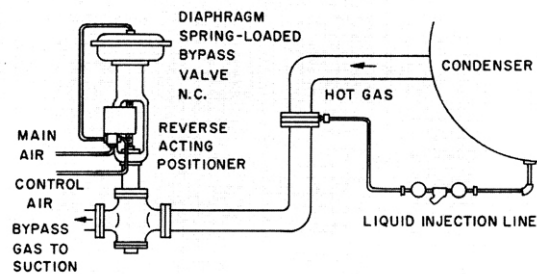 DIAPHRAGM
SPRING-LOADED
BYPASS
VALVE
N.C.
CONDENSER
HOT GAS
MAIN
AIR
REVERSE
ACTING
POSITIONER
CONTROL
AIR
BYPASS
GAS TO
SUCTION
LIQUID INJECTION LINE